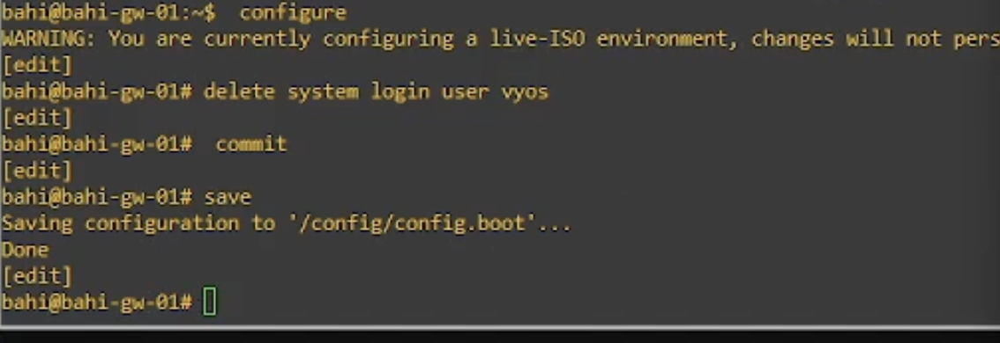 bahi@bahi-gw-01:~$  configure
WARNING: You are currently configuring a live-ISO environment, changes will not pers
[edit]
bahi@bahi-gw-01# delete system login user vyos
[edit]
bahi@bahi-gw-01#  commit
[edit]
bahi@bahi-gw-01# save
Saving configuration to '/config/config.boot'...
Done
[edit]
bahi@bahi-gw-01#